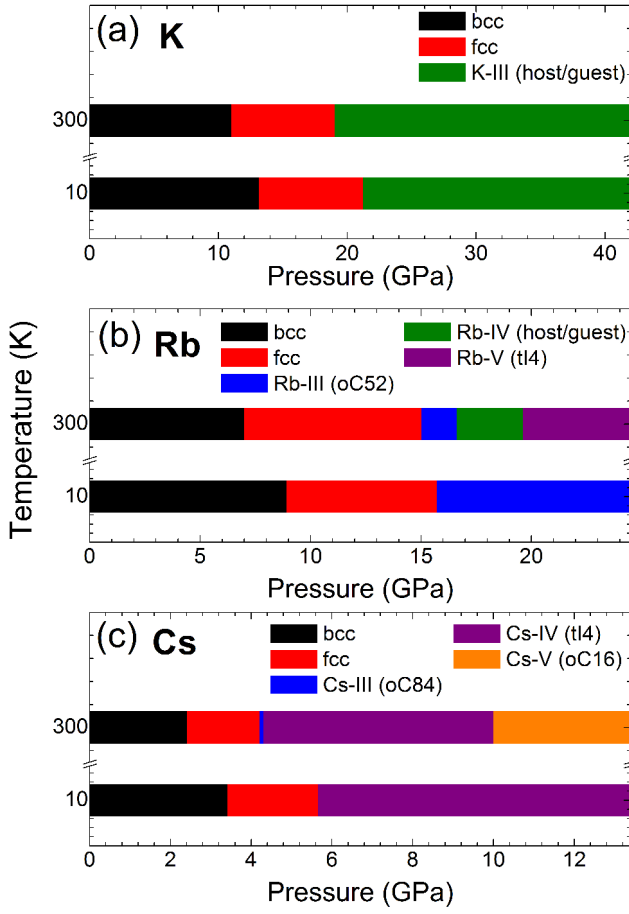 (a) K
bcc
fcc
K-III (host/guest)
300
10
0 10 20 30 40
Pressure (GPa)
Temperature (K)
(b) Rb
bcc
fcc
Rb-III (oC52)
Rb-IV (host/guest)
Rb-V (tI4)
300
10
0 5 10 15 20
Pressure (GPa)
(c) Cs
bcc
fcc
Cs-III (oC84)
Cs-IV (tI4)
Cs-V (oC16)
300
10
0 2 4 6 8 10 12
Pressure (GPa)